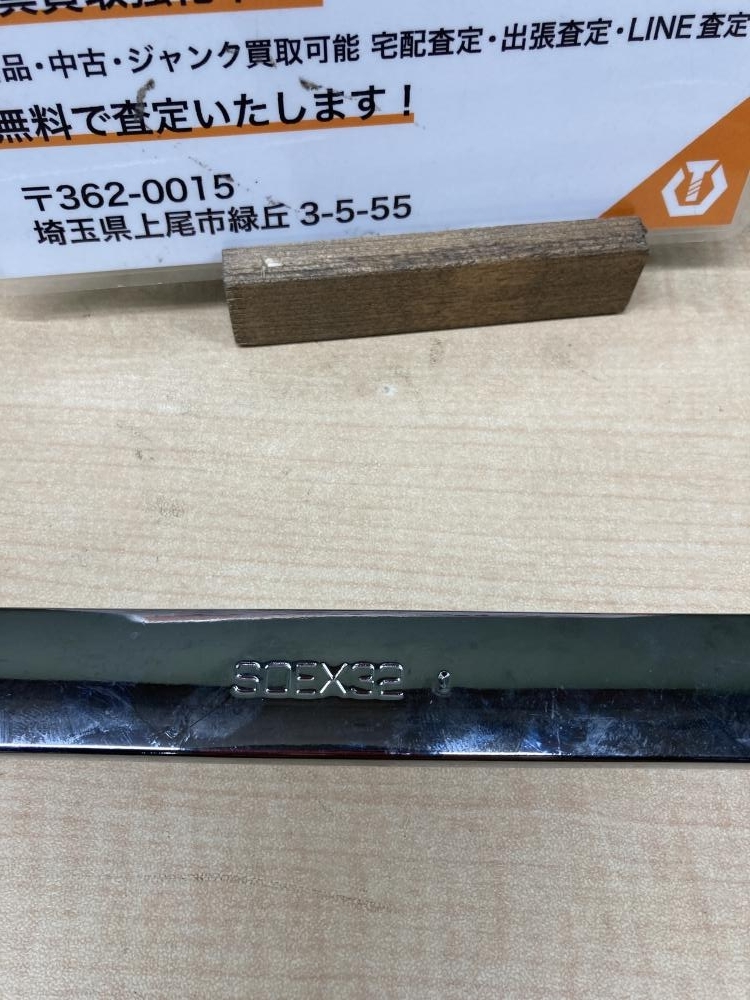 品・中古・ジャンク買取可能 宅配査定・出張査定・LINE査定
無料で査定いたします！
〒362-0015
埼玉県上尾市緑丘 3-5-55
SOEX32